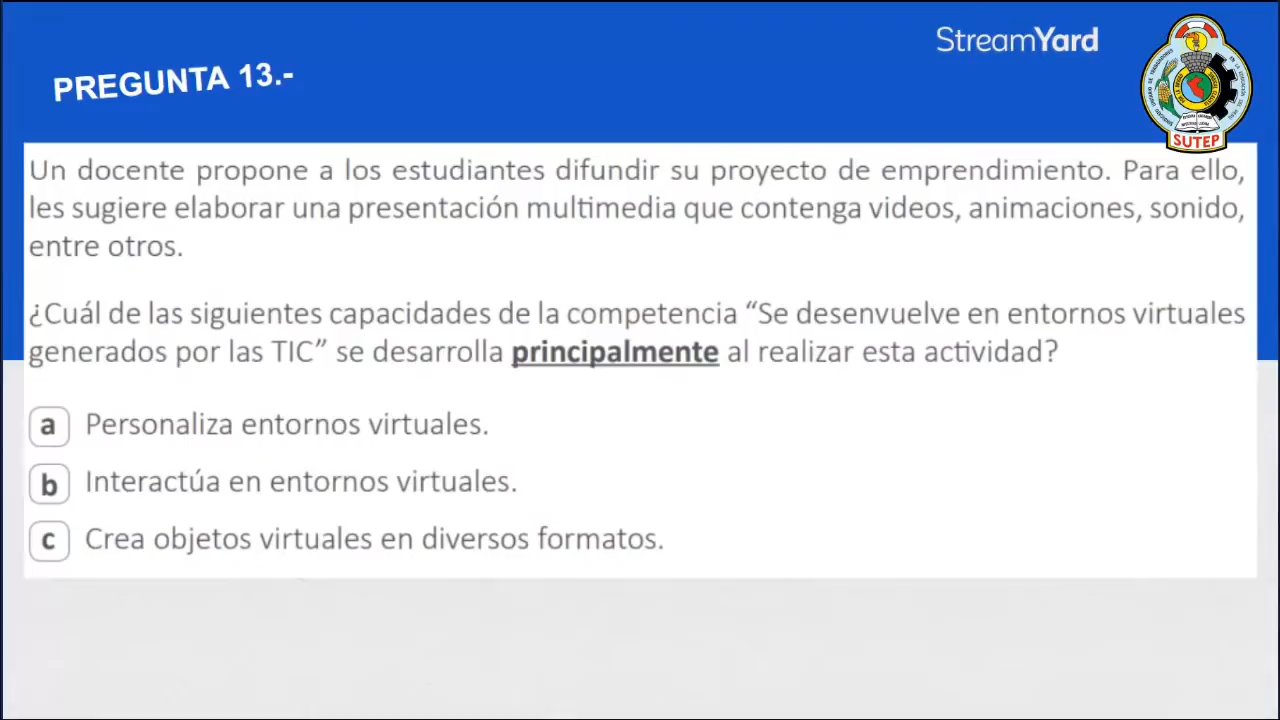 StreamYard
PREGUNTA 13.-
SUTEP
Un docente propone a los estudiantes difundir su proyecto de emprendimiento. Para ello,
les sugiere elaborar una presentación multimedia que contenga videos, animaciones, sonido,
entre otros.
¿Cuál de las siguientes capacidades de la competencia “Se desenvuelve en entornos virtuales
generados por las TIC” se desarrolla principalmente al realizar esta actividad?
a Personaliza entornos virtuales.
b Interactúa en entornos virtuales.
c Crea objetos virtuales en diversos formatos.